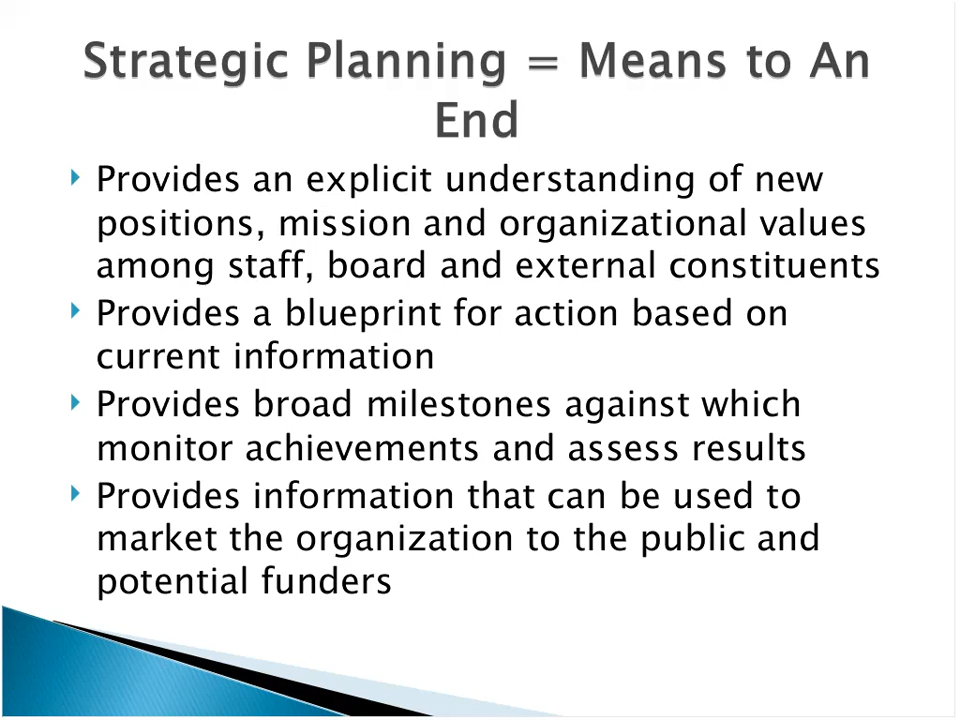 Strategic Planning = Means to An
End
Provides an explicit understanding of new
positions, mission and organizational values
among staff, board and external constituents
Provides a blueprint for action based on
current information
Provides broad milestones against which
monitor achievements and assess results
Provides information that can be used to
market the organization to the public and
potential funders